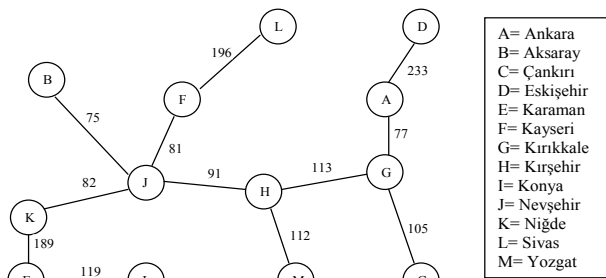 L
D
196
233
B
F
A
75
77
81
113
82
91
G
J
H
K
105
112
189
119
E
I
M
C
A= Ankara
B= Aksaray
C= Çankırı
D= Eskişehir
E= Karaman
F= Kayseri
G= Kırıkkale
H= Kırşehir
I= Konya
J= Nevşehir
K= Niğde
L= Sivas
M= Yozgat